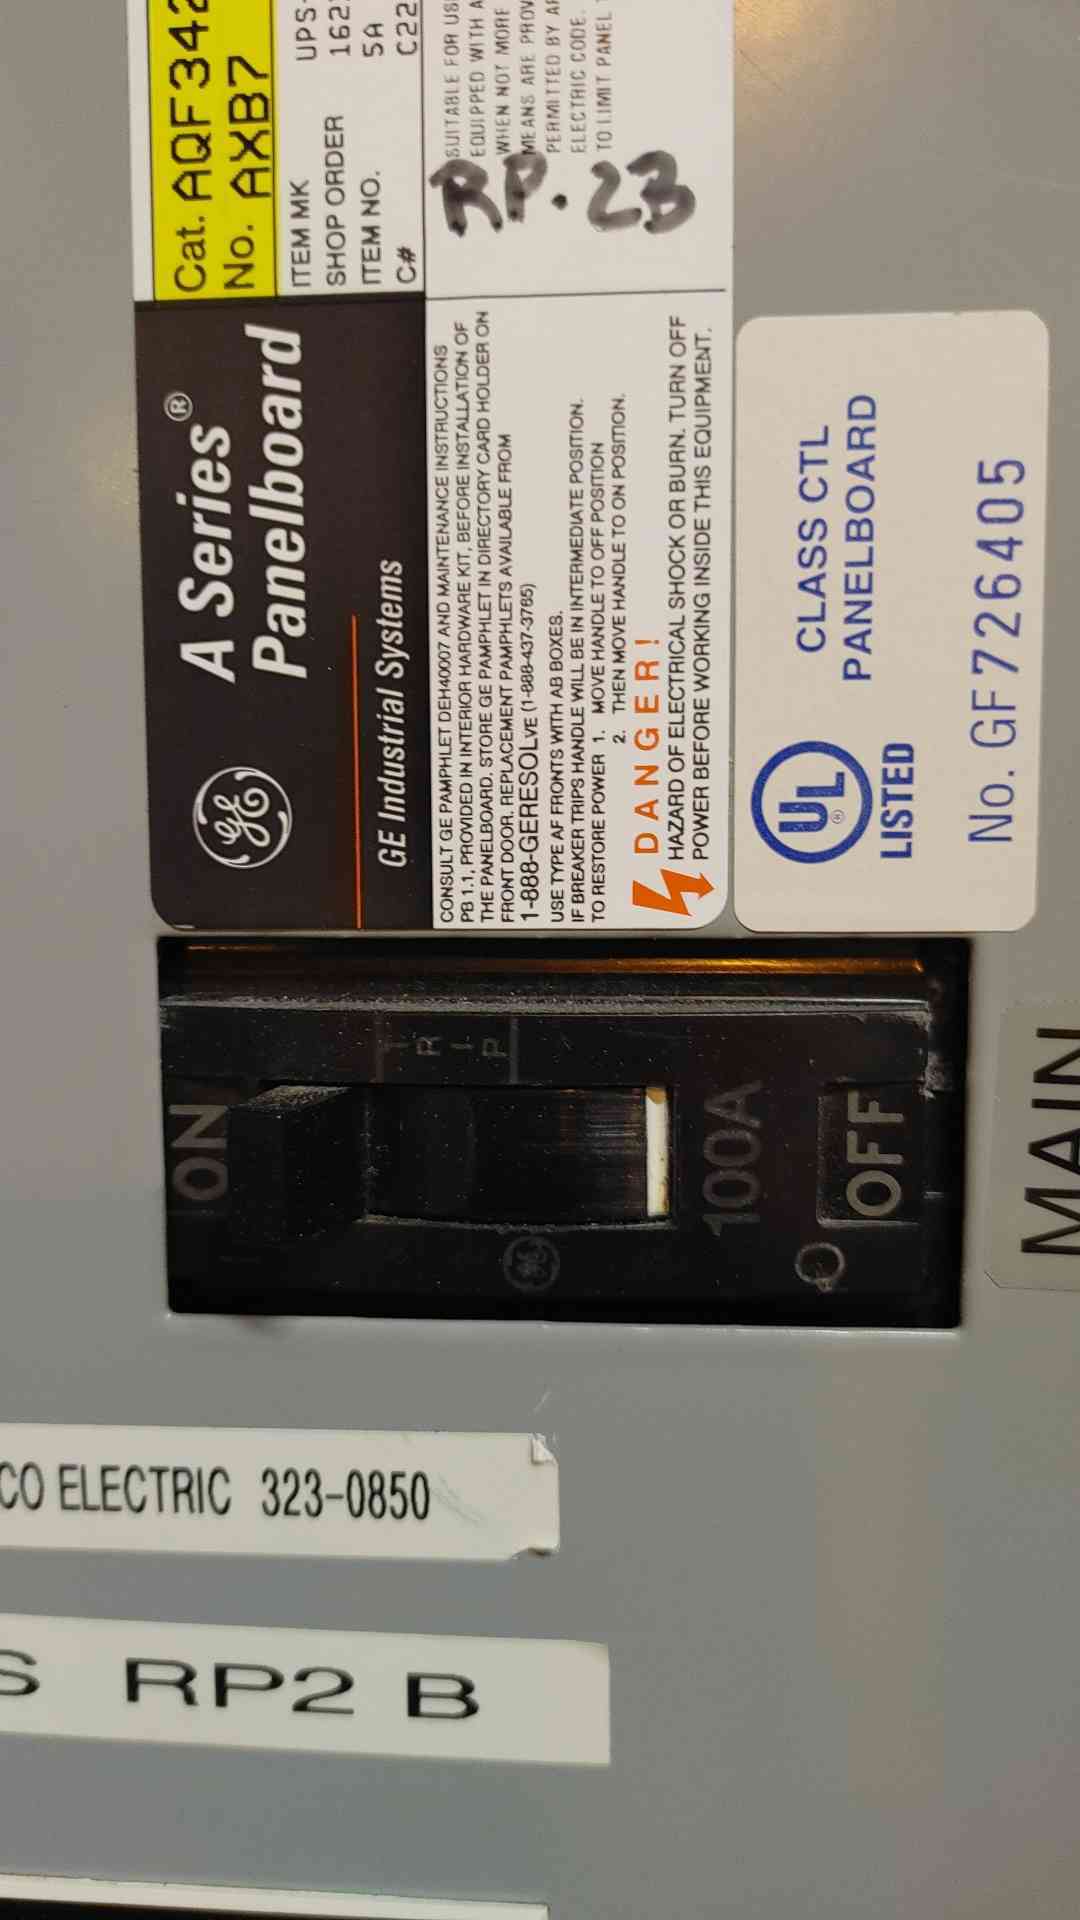 A Series®
Panelboard
GE Industrial Systems
Cat. AQF342
No. AXB7
ITEM MK UPS-
SHOP ORDER 162
ITEM NO. 5A
C# C22
CONSULT GE PAMPHLET DEH40007 AND MAINTENANCE INSTRUCTIONS
PB 1.1, PROVIDED IN INTERIOR HARDWARE KIT, BEFORE INSTALLATION OF
THE PANELBOARD. STORE GE PAMPHLET IN DIRECTORY CARD HOLDER ON
FRONT DOOR. REPLACEMENT PAMPHLETS AVAILABLE FROM
1-888-GERESOLVE (1-888-437-3765)
USE TYPE AF FRONTS WITH AB BOXES.
IF BREAKER TRIPS HANDLE WILL BE IN INTERMEDIATE POSITION.
TO RESTORE POWER 1. MOVE HANDLE TO OFF POSITION
2. THEN MOVE HANDLE TO ON POSITION.
DANGER!
HAZARD OF ELECTRICAL SHOCK OR BURN. TURN OFF
POWER BEFORE WORKING INSIDE THIS EQUIPMENT.
SUITABLE FOR US
EQUIPPED WITH A
WHEN NOT MORE
MEANS ARE PROV
PERMITTED BY AP
ELECTRIC CODE.
TO LIMIT PANEL
RP. 2B
UL®
LISTED
CLASS CTL
PANELBOARD
No. GF726405
ON
TRIP
GE
100A
OFF
MAIN
CO ELECTRIC 323-0850
S RP2 B